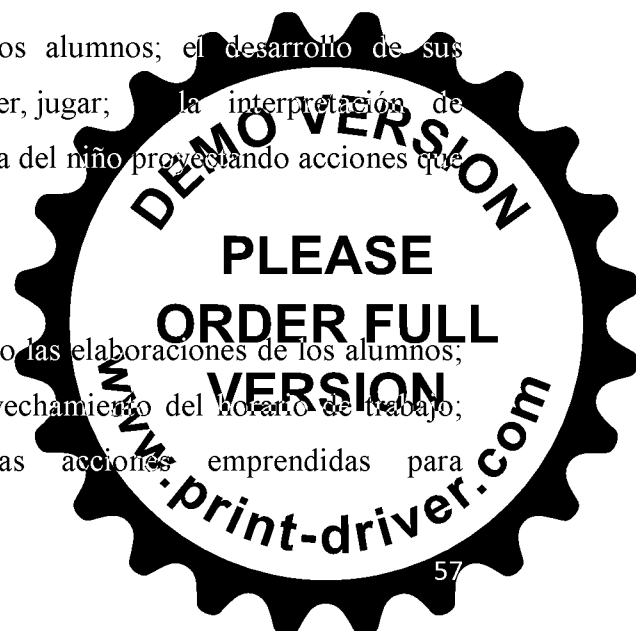 os alumnos; el desarrollo de sus
er, jugar; la interpretación de
a del niño proyectando acciones que
DEMO VERSION
PLEASE
ORDER FULL
VERSION
www.print-driver.com
o las elaboraciones de los alumnos;
vechamiento del horario de trabajo;
as acciones emprendidas para
57